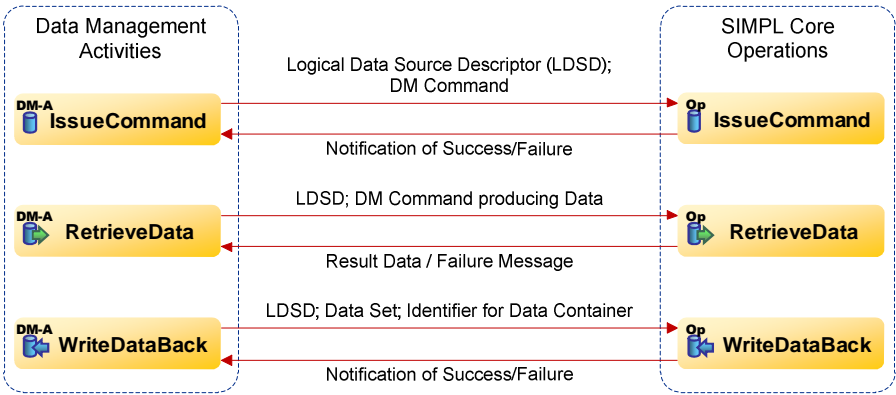 Data Management
Activities
SIMPL Core
Operations
Logical Data Source Descriptor (LDSD);
DM Command
DM-A
IssueCommand
Op
IssueCommand
Notification of Success/Failure
LDSD; DM Command producing Data
DM-A
RetrieveData
Op
RetrieveData
Result Data / Failure Message
LDSD; Data Set; Identifier for Data Container
DM-A
WriteDataBack
Op
WriteDataBack
Notification of Success/Failure